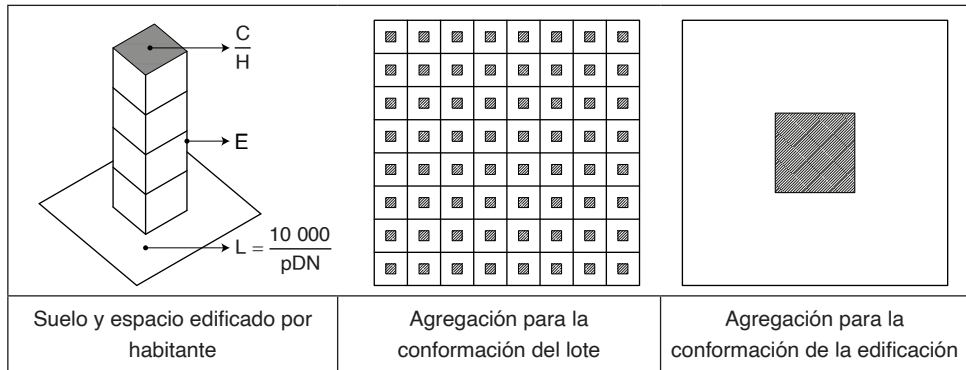 C
H
E
L = 10 000
pDN
Suelo y espacio edificado por
habitante
Agregación para la
conformación del lote
Agregación para la
conformación de la edificación